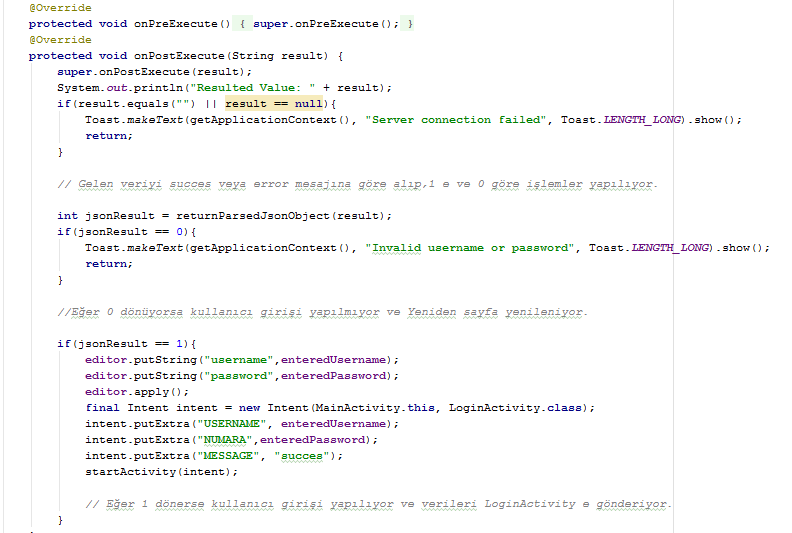 @Override
protected void onPreExecute() { super.onPreExecute(); }
@Override
protected void onPostExecute(String result) {
super.onPostExecute(result);
System.out.println("Resulted Value: " + result);
if(result.equals("") || result == null){
Toast.makeText(getApplicationContext(), "Server connection failed", Toast.LENGTH_LONG).show();
return;
}
// Gelen veriyi succes veya error mesajına göre alıp,1 e ve 0 göre işlemler yapılıyor.
int jsonResult = returnParsedJsonObject(result);
if(jsonResult == 0){
Toast.makeText(getApplicationContext(), "Invalid username or password", Toast.LENGTH_LONG).show();
return;
}
//Eğer 0 dönüyorsa kullanıcı girişi yapılmıyor ve Yeniden sayfa yenileniyor.
if(jsonResult == 1){
editor.putString("username",enteredUsername);
editor.putString("password",enteredPassword);
editor.apply();
final Intent intent = new Intent(MainActivity.this, LoginActivity.class);
intent.putExtra("USERNAME", enteredUsername);
intent.putExtra("NUMARA",enteredPassword);
intent.putExtra("MESSAGE", "succes");
startActivity(intent);
// Eğer 1 dönerse kullanıcı girişi yapılıyor ve verileri LoginActivity e gönderiyor.
}